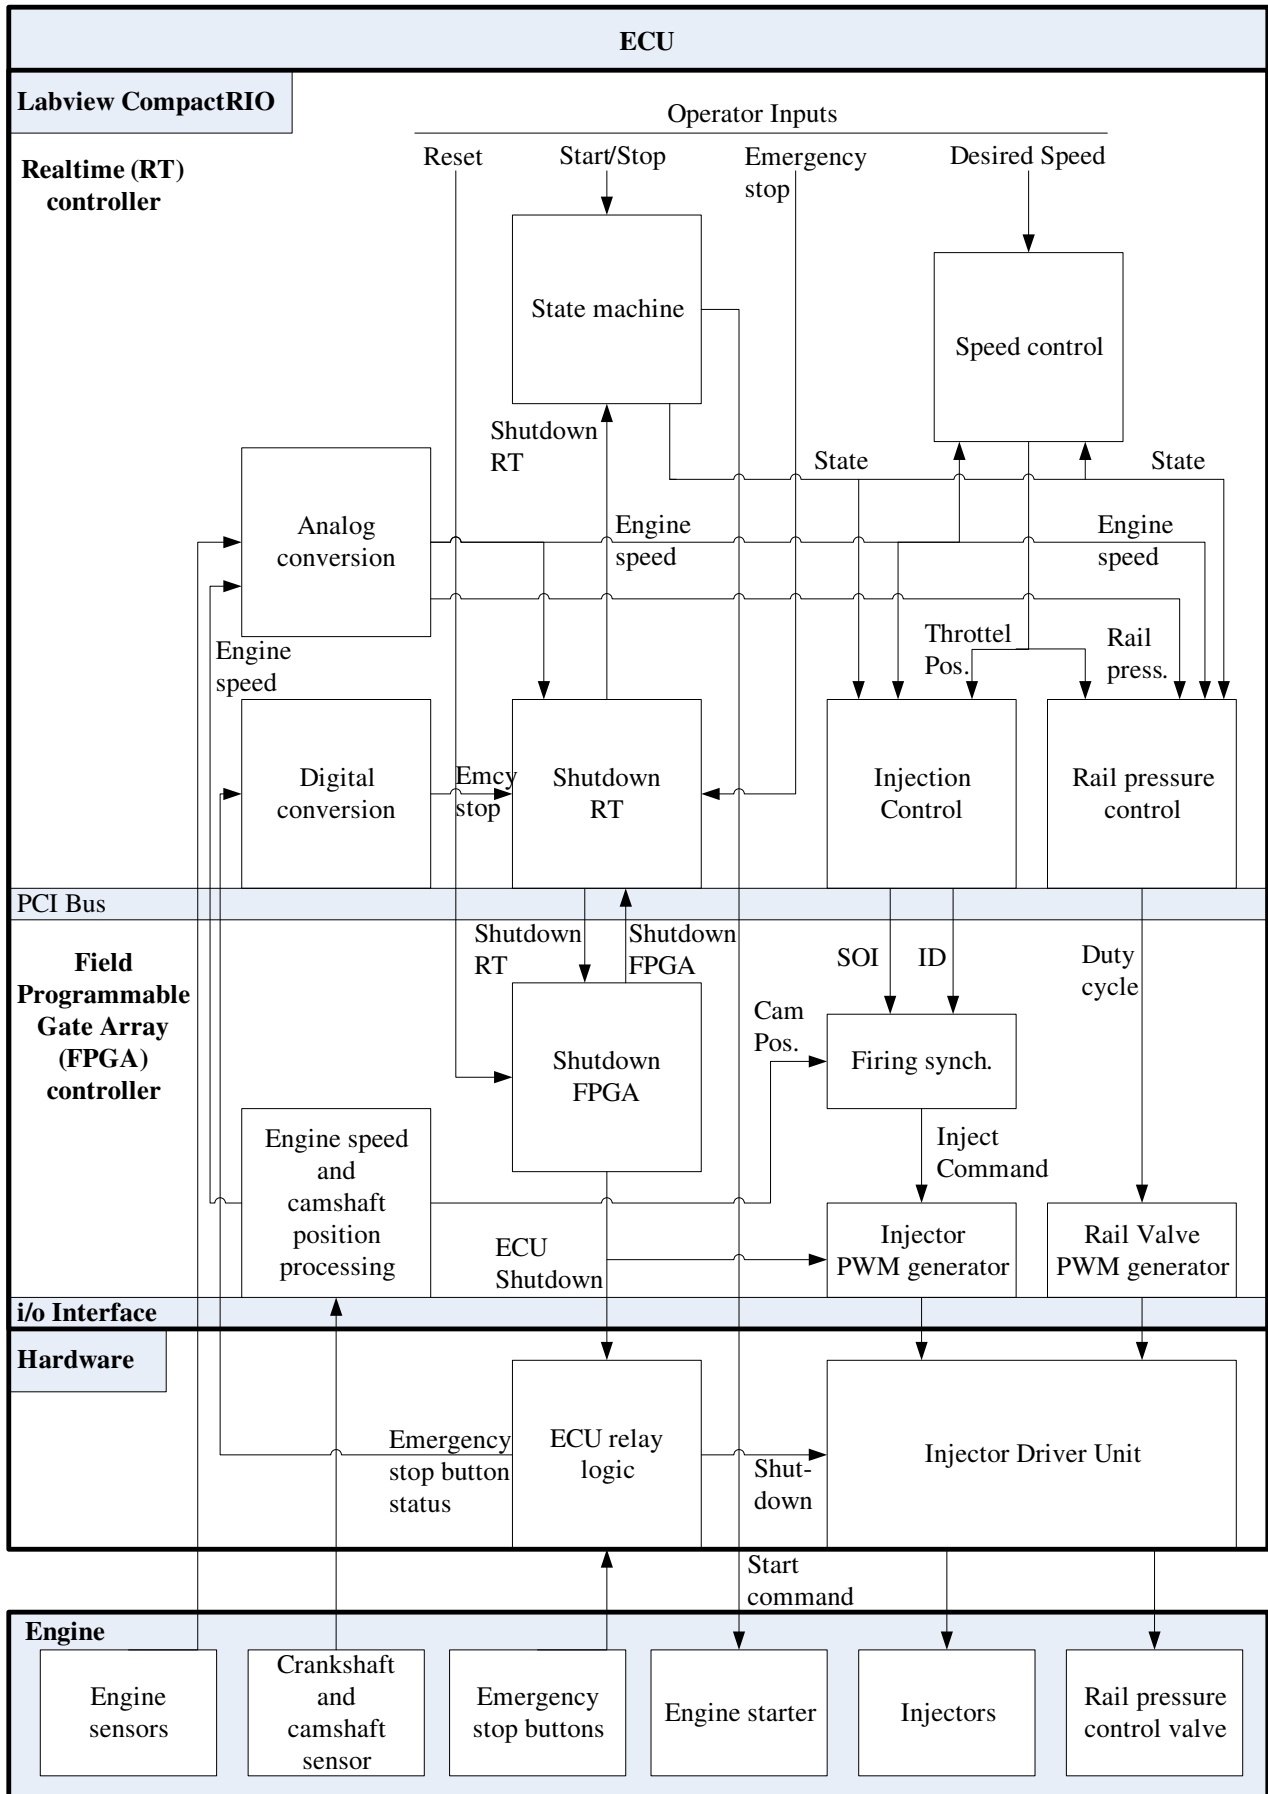 ECU
Labview CompactRIO
Operator Inputs
Reset
Start/Stop
Emergency
stop
Desired Speed
Realtime (RT)
controller
State machine
Speed control
Shutdown
RT
State
State
Analog
conversion
Engine
speed
Engine
speed
Engine
speed
Throttel
Pos.
Rail
press.
Digital
conversion
Emcy
stop
Shutdown
RT
Injection
Control
Rail pressure
control
PCI Bus
Field
Programmable
Gate Array
(FPGA)
controller
Shutdown
RT
Shutdown
FPGA
SOI
ID
Duty
cycle
Cam
Pos.
Shutdown
FPGA
Firing synch.
Engine speed
and
camshaft
position
processing
Inject
Command
ECU
Shutdown
Injector
PWM generator
Rail Valve
PWM generator
i/o Interface
Hardware
Emergency
stop button
status
ECU relay
logic
Shut-
down
Injector Driver Unit
Start
command
Engine
Engine
sensors
Crankshaft
and
camshaft
sensor
Emergency
stop buttons
Engine starter
Injectors
Rail pressure
control valve